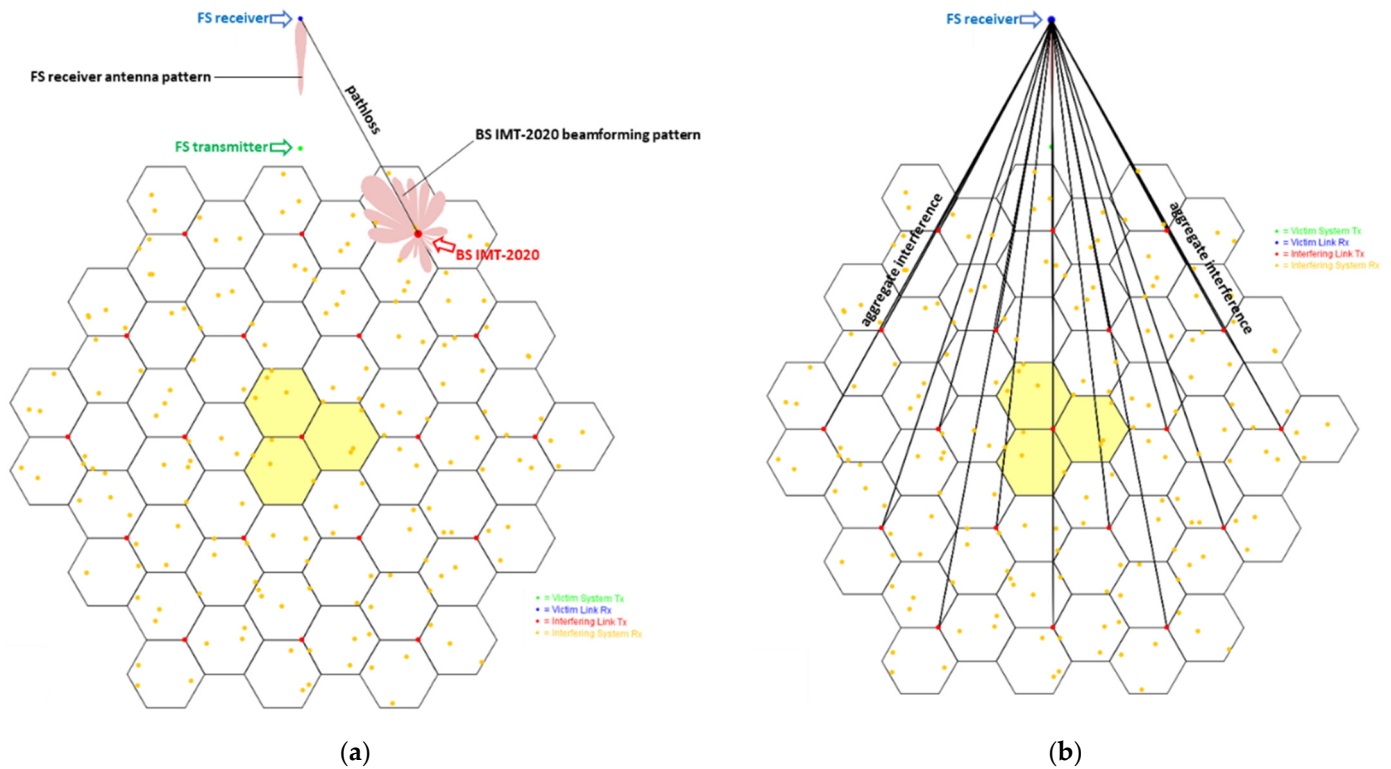 FS receiver
FS receiver antenna pattern
pathloss
BS IMT-2020 beamforming pattern
FS transmitter
BS IMT-2020
= Victim System Tx
= Victim Link Rx
= Interfering Link Tx
= Interfering System Rx
(a)
FS receiver
aggregate interference
aggregate interference
= Victim System Tx
= Victim Link Rx
= Interfering Link Tx
= Interfering System Rx
(b)